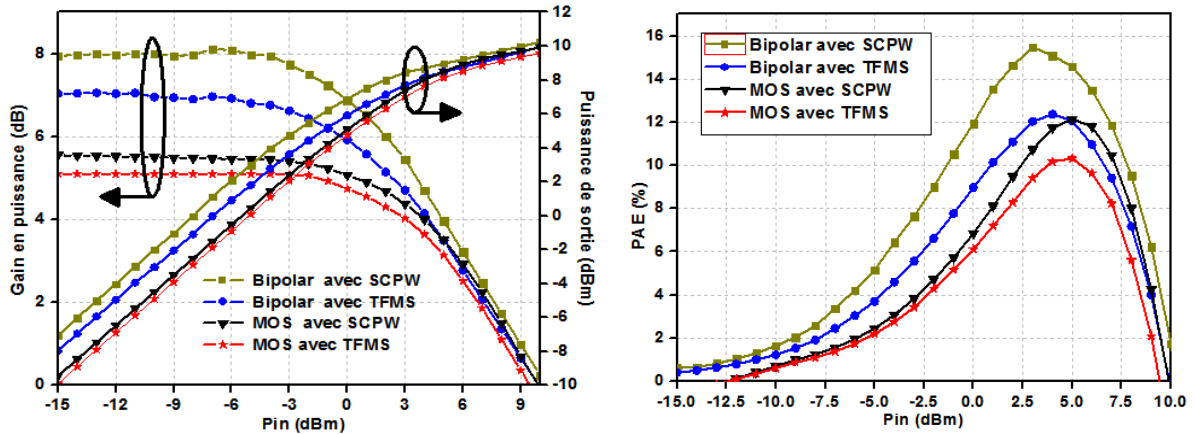 Gain en puissance (dB)
8
6
4
2
0
12
10
8
6
4
2
0
-2
-4
-6
-8
-10
Puissance de sortie (dBm)
Bipolar avec SCPW
Bipolar avec TFMS
MOS avec SCPW
MOS avec TFMS
-15 -12 -9 -6 -3 0 3 6 9
Pin (dBm)
PAE (%)
16
14
12
10
8
6
4
2
0
Bipolar avec SCPW
Bipolar avec TFMS
MOS avec SCPW
MOS avec TFMS
-15.0 -12.5 -10.0 -7.5 -5.0 -2.5 0.0 2.5 5.0 7.5 10.0
Pin (dBm)